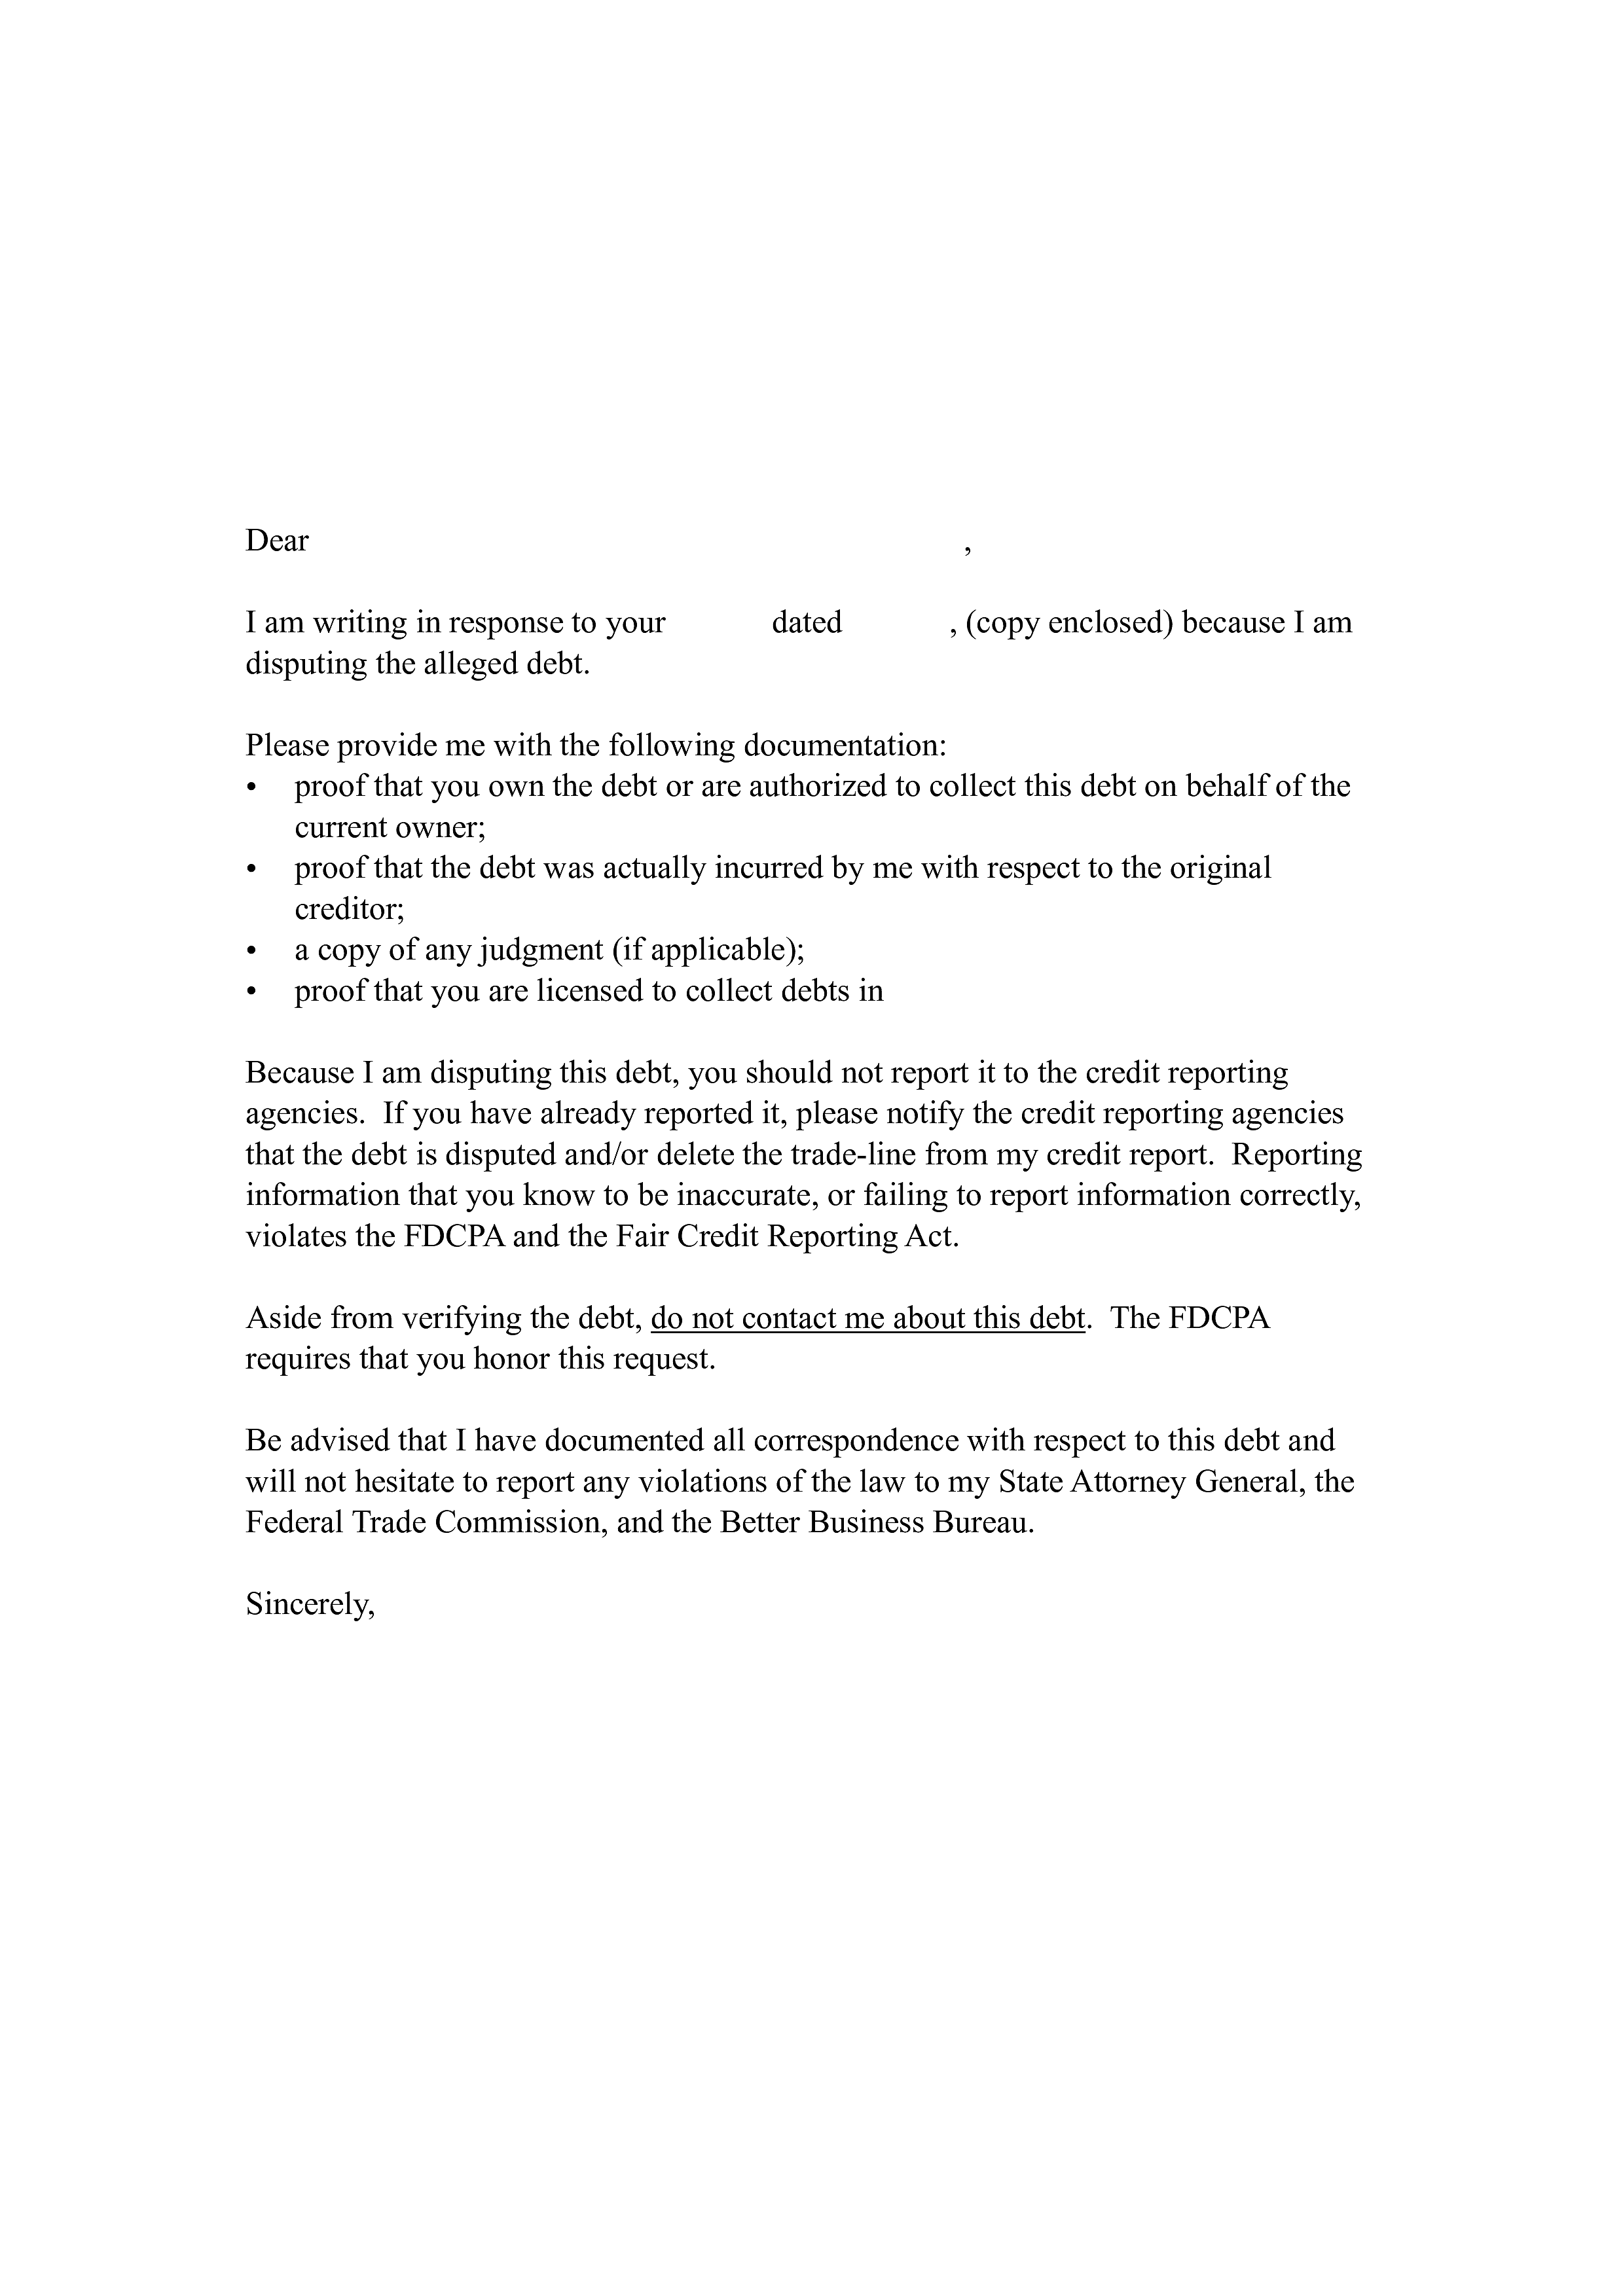 Dear ,
I am writing in response to your dated , (copy enclosed) because I am
disputing the alleged debt.
Please provide me with the following documentation:
• proof that you own the debt or are authorized to collect this debt on behalf of the
current owner;
• proof that the debt was actually incurred by me with respect to the original
creditor;
• a copy of any judgment (if applicable);
• proof that you are licensed to collect debts in
Because I am disputing this debt, you should not report it to the credit reporting
agencies. If you have already reported it, please notify the credit reporting agencies
that the debt is disputed and/or delete the trade-line from my credit report. Reporting
information that you know to be inaccurate, or failing to report information correctly,
violates the FDCPA and the Fair Credit Reporting Act.
Aside from verifying the debt, do not contact me about this debt. The FDCPA
requires that you honor this request.
Be advised that I have documented all correspondence with respect to this debt and
will not hesitate to report any violations of the law to my State Attorney General, the
Federal Trade Commission, and the Better Business Bureau.
Sincerely,